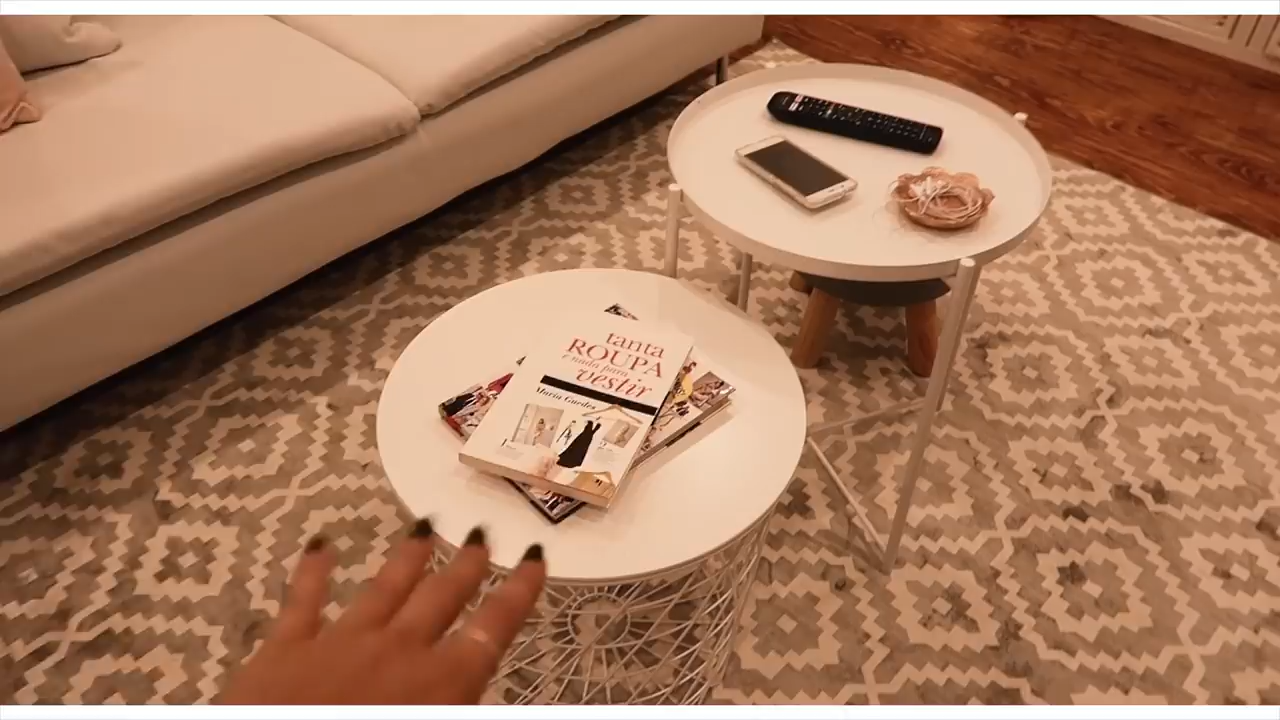 tanta
ROUPA
e nada para
vestir
Maria Guedes